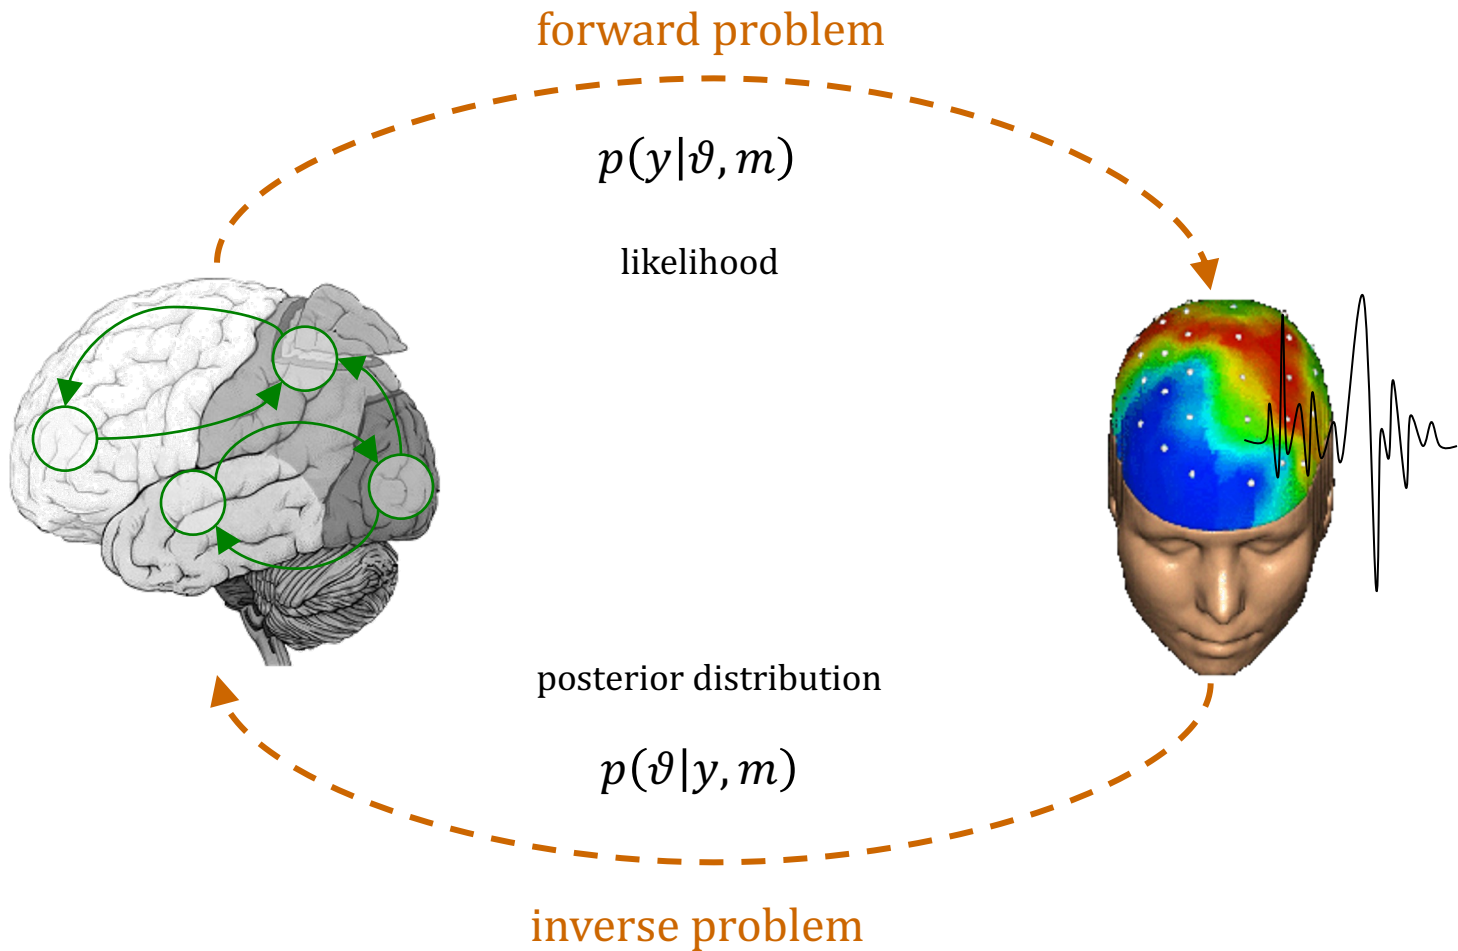 forward problem
p(y|ϑ, m)
likelihood
posterior distribution
p(ϑ|y, m)
inverse problem